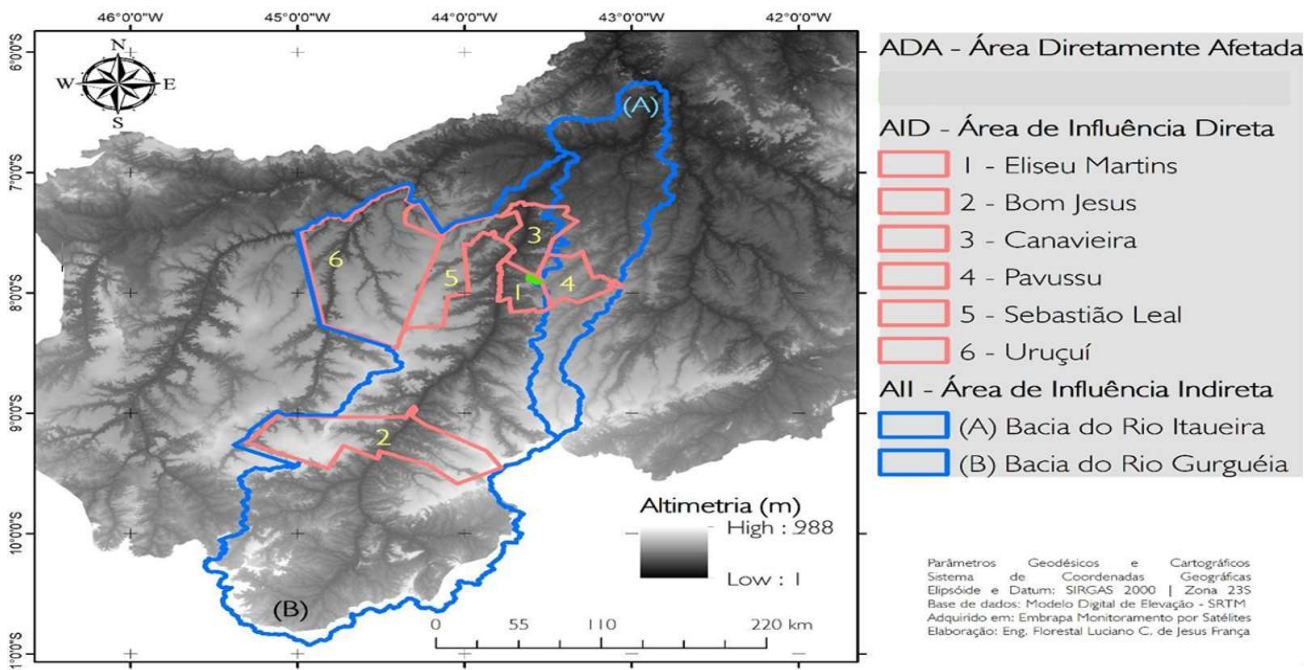 46°0'0"W 45°0'0"W 44°0'0"W 43°0'0"W 42°0'0"W
6°0'0"S
7°0'0"S
8°0'0"S
9°0'0"S
10°0'0"S
11°0'0"S
N
W E
S
(A)
6
5
3
1
4
2
(B)
Altimetria (m)
High : 988
Low : 1
0 55 110 220 km
ADA - Área Diretamente Afetada
AID - Área de Influência Direta
1 - Eliseu Martins
2 - Bom Jesus
3 - Canavieira
4 - Pavussu
5 - Sebastião Leal
6 - Uruçuí
AII - Área de Influência Indireta
(A) Bacia do Rio Itaueira
(B) Bacia do Rio Gurguéia
Parâmetros Geodésicos e Cartográficos
Sistema de Coordenadas Geográficas
Elipsóide e Datum: SIRGAS 2000 | Zona 23S
Base de dados: Modelo Digital de Elevação - SRTM
Adquirido em: Embrapa Monitoramento por Satélites
Elaboração: Eng. Florestal Luciano C. de Jesus França